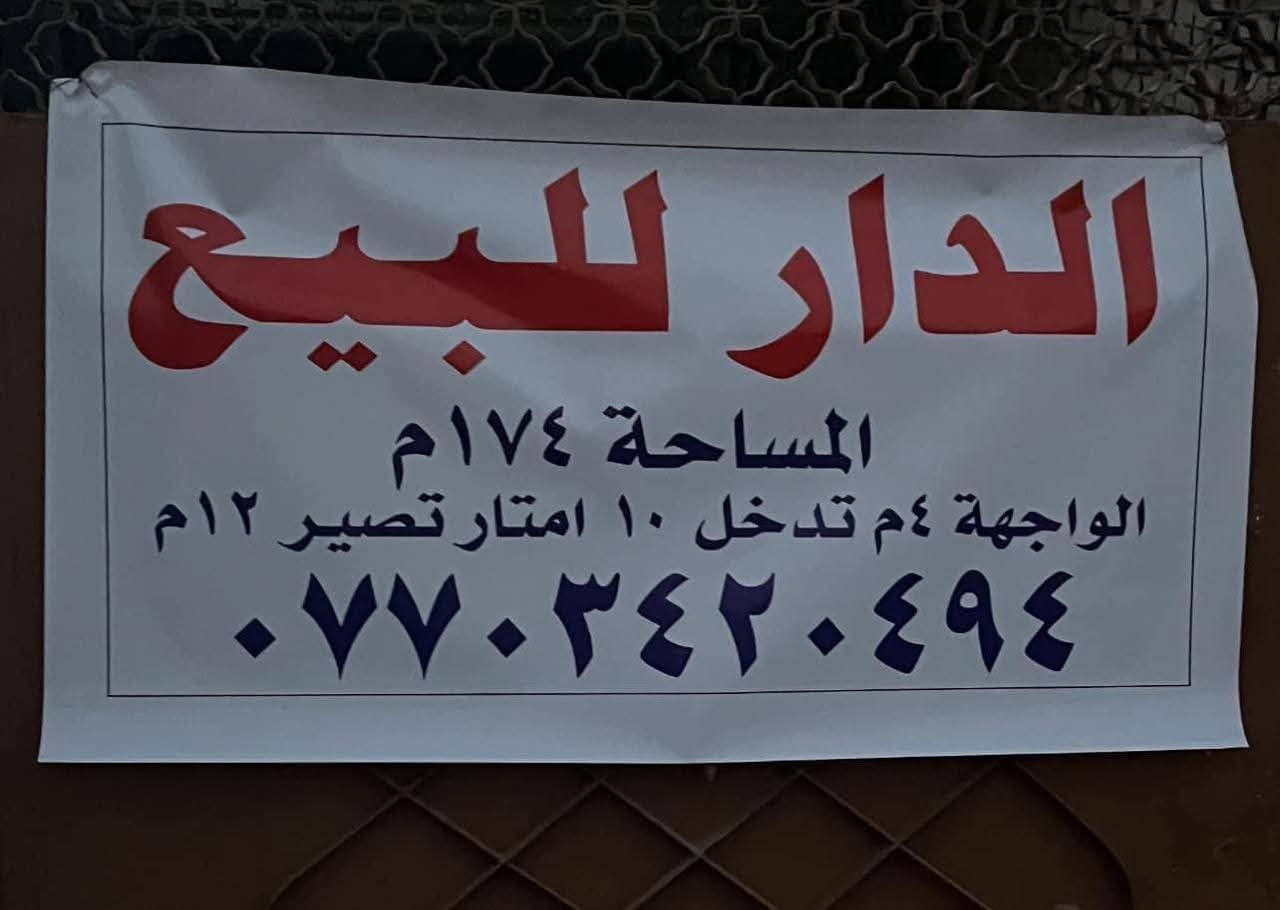 الدار للبيع
المساحة ١٧٤م
الواجهة ٤م تدخل ١٠ امتار تصير ١٢م
٠٧٧٠٣٤٢٠٤٩٤